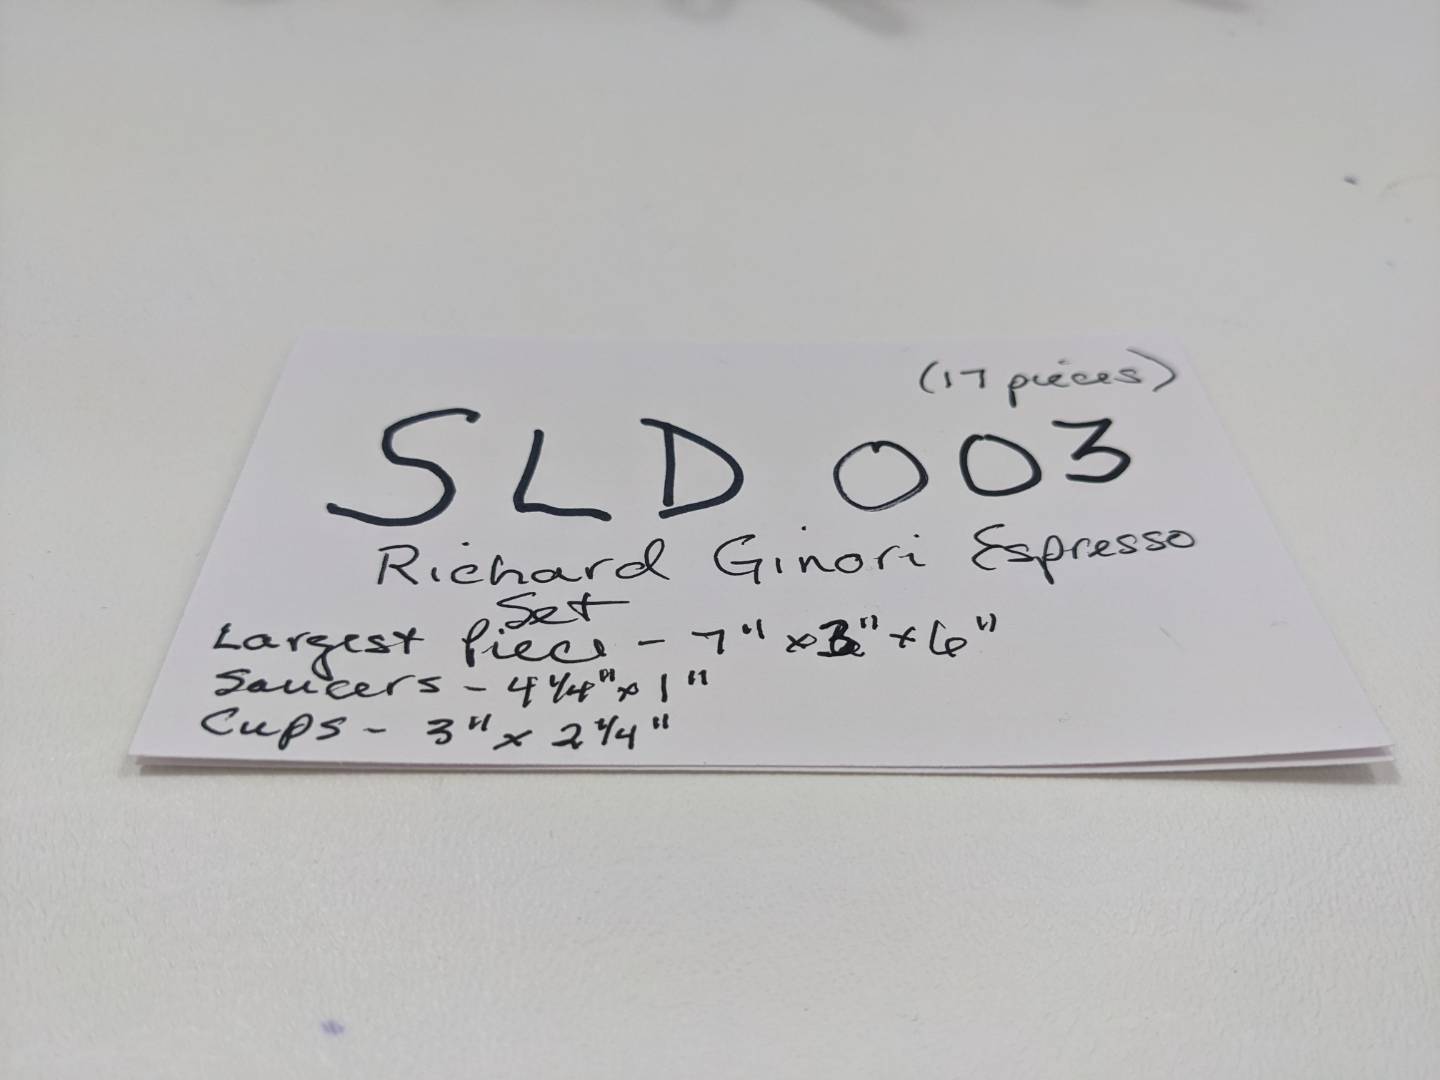 (17 pieces)
SLD 003
Richard Ginori Espresso
Set
Largest piece - 7" x 3" x 6"
Saucers - 4 1/4" x 1"
Cups - 3" x 2 1/4"